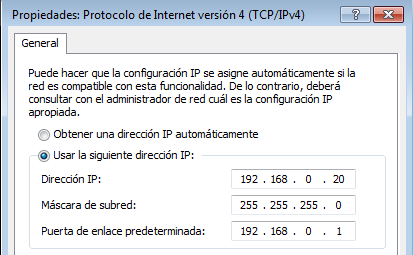 Propiedades: Protocolo de Internet versión 4 (TCP/IPv4)
General
Puede hacer que la configuración IP se asigne automáticamente si la
red es compatible con esta funcionalidad. De lo contrario, deberá
consultar con el administrador de red cuál es la configuración IP
apropiada.
Obtener una dirección IP automáticamente
Usar la siguiente dirección IP:
Dirección IP: 192 . 168 . 0 . 20
Máscara de subred: 255 . 255 . 255 . 0
Puerta de enlace predeterminada: 192 . 168 . 0 . 1